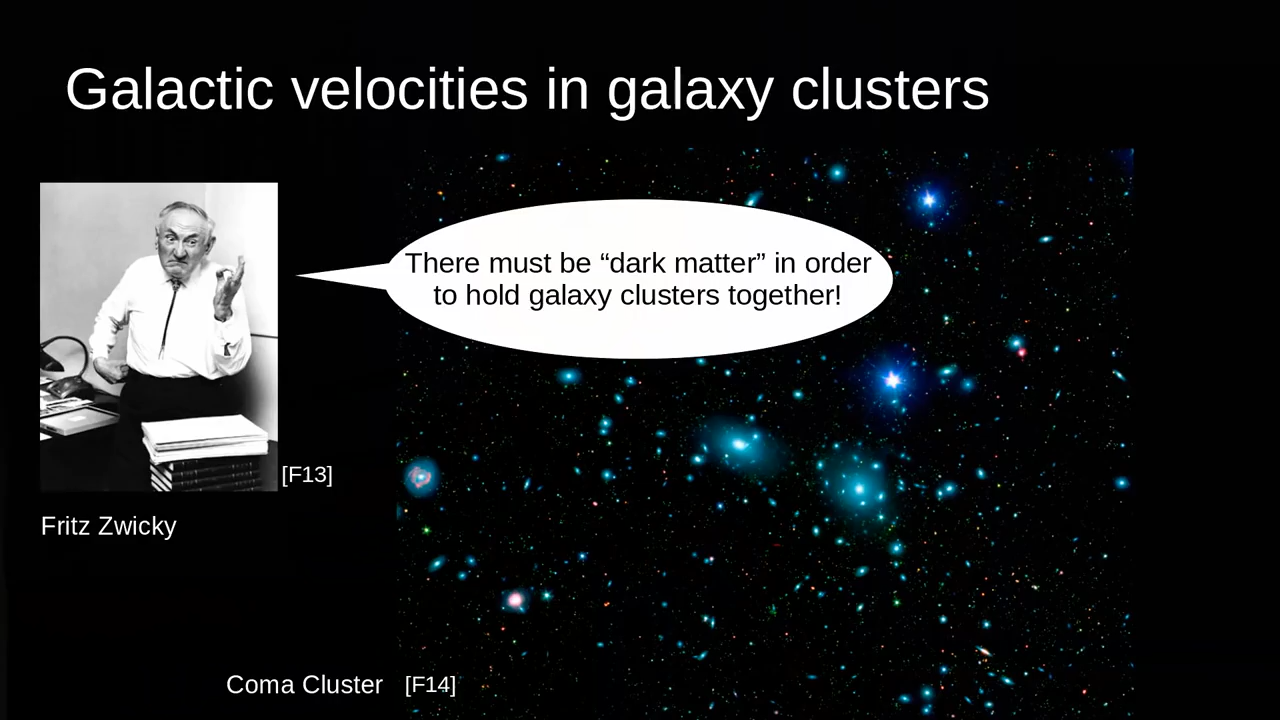 Galactic velocities in galaxy clusters
There must be “dark matter” in order
to hold galaxy clusters together!
[F13]
Fritz Zwicky
Coma Cluster [F14]